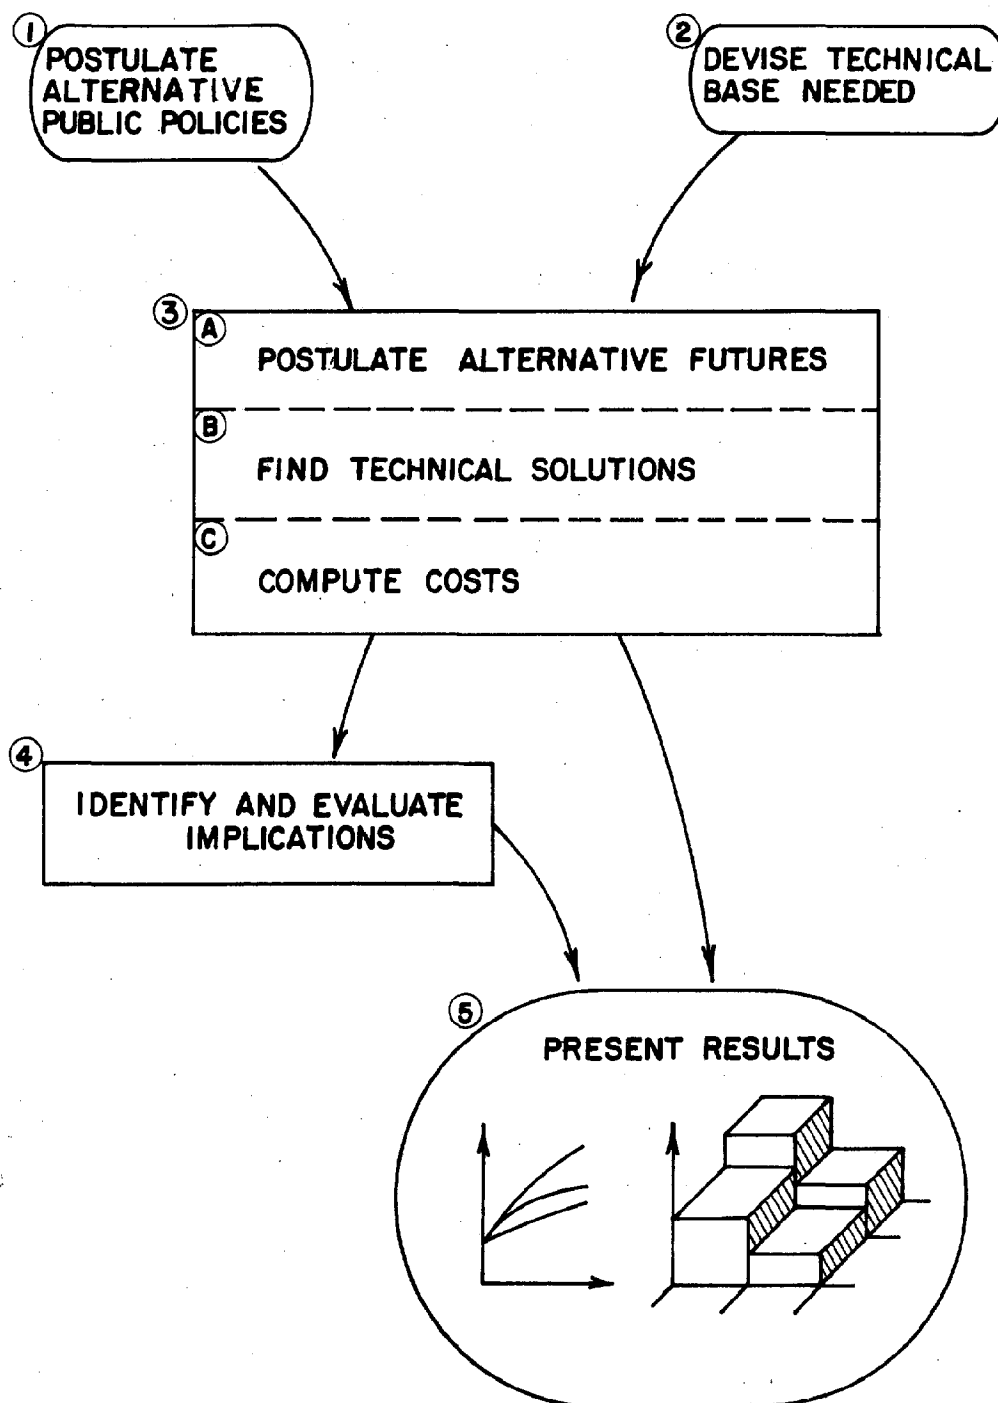 ①
POSTULATE
ALTERNATIVE
PUBLIC POLICIES
②
DEVISE TECHNICAL
BASE NEEDED
③
Ⓐ
POSTULATE ALTERNATIVE FUTURES
Ⓑ
FIND TECHNICAL SOLUTIONS
Ⓒ
COMPUTE COSTS
④
IDENTIFY AND EVALUATE
IMPLICATIONS
⑤
PRESENT RESULTS